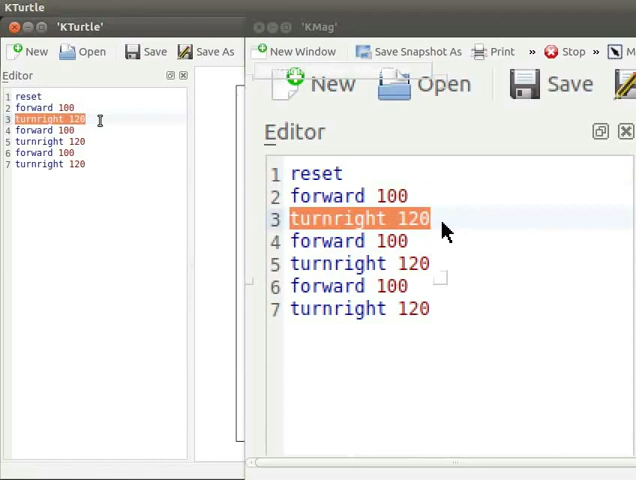 KTurtle
'KTurtle'
New Open Save Save As
Editor
1 reset
2 forward 100
3 turnright 120
4 forward 100
5 turnright 120
6 forward 100
7 turnright 120
'KMag'
New Window Save Snapshot As Print » Stop » M
New Open Save
Editor
1 reset
2 forward 100
3 turnright 120
4 forward 100
5 turnright 120
6 forward 100
7 turnright 120